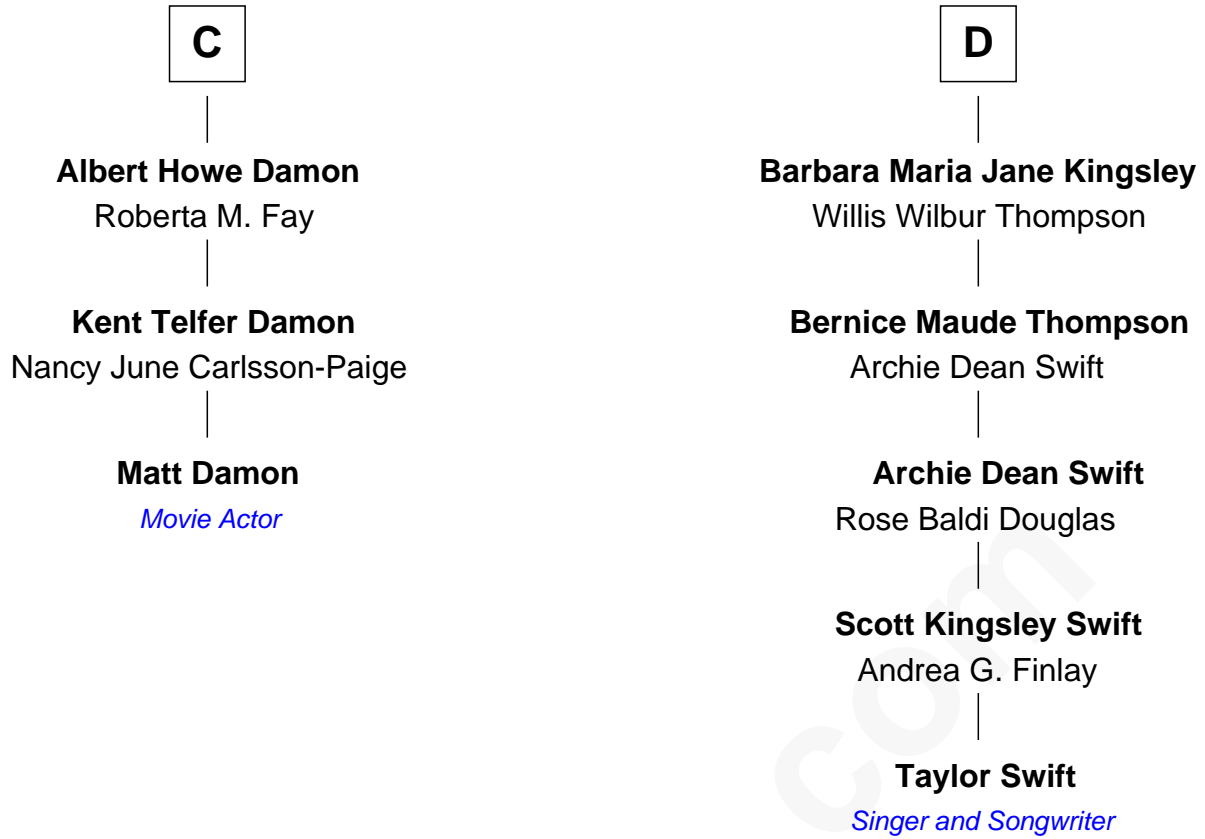 C
Albert Howe Damon
Roberta M. Fay
Kent Telfer Damon
Nancy June Carlsson-Paige
Matt Damon
Movie Actor
D
Barbara Maria Jane Kingsley
Willis Wilbur Thompson
Bernice Maude Thompson
Archie Dean Swift
Archie Dean Swift
Rose Baldi Douglas
Scott Kingsley Swift
Andrea G. Finlay
Taylor Swift
Singer and Songwriter
com